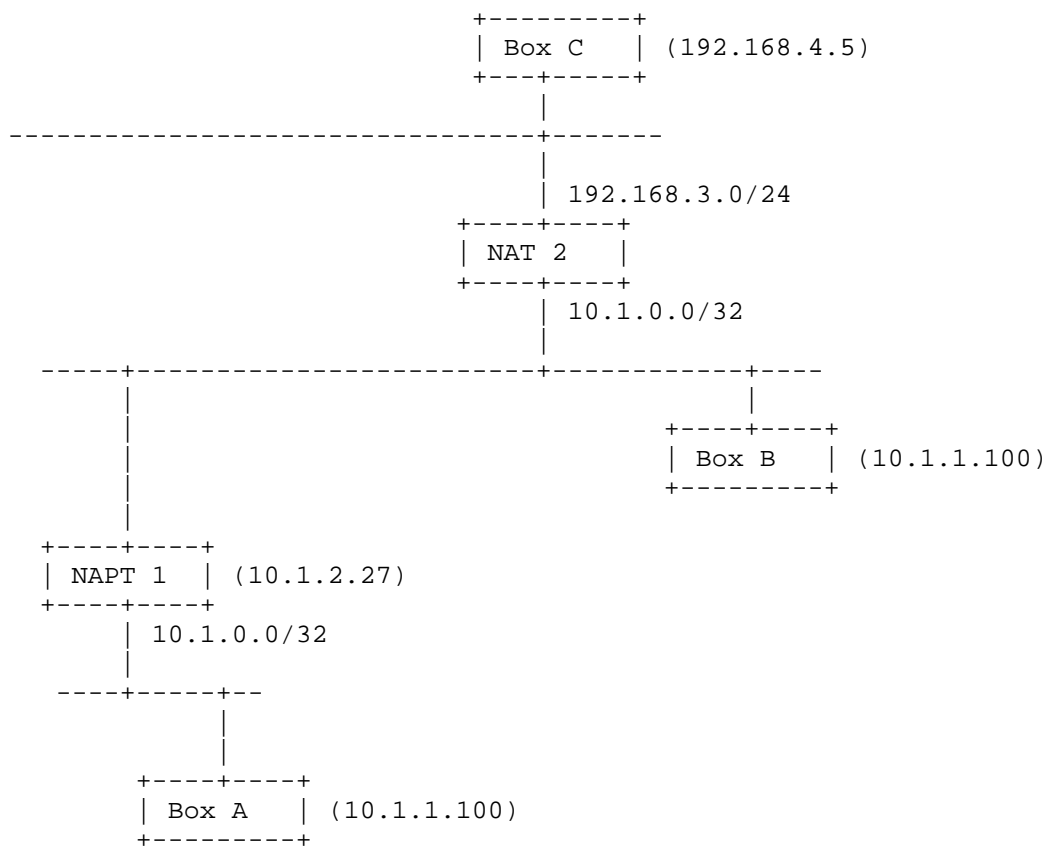 Box C (192.168.4.5)
192.168.3.0/24
NAT 2
10.1.0.0/32
Box B (10.1.1.100)
NAPT 1 (10.1.2.27)
10.1.0.0/32
Box A (10.1.1.100)